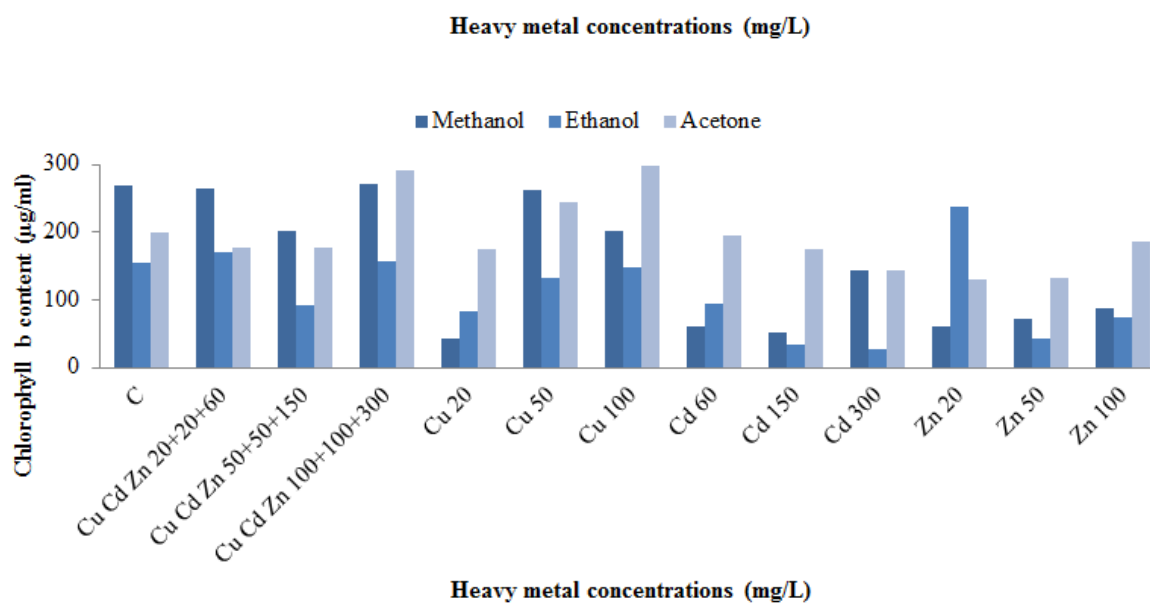 Heavy metal concentrations (mg/L)
Methanol Ethanol Acetone
Chlorophyll b content (µg/ml)
300
200
100
0
C
Cu Cd Zn 20+20+60
Cu Cd Zn 50+50+150
Cu Cd Zn 100+100+300
Cu 20
Cu 50
Cu 100
Cd 60
Cd 150
Cd 300
Zn 20
Zn 50
Zn 100
Heavy metal concentrations (mg/L)